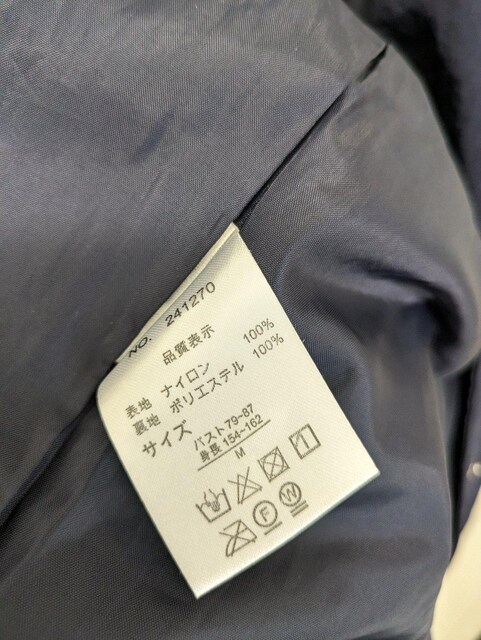 NO. 241270
品質表示
表地 ナイロン 100%
裏地 ポリエステル 100%
サイズ
バスト79-87
身長154-162
M
F W